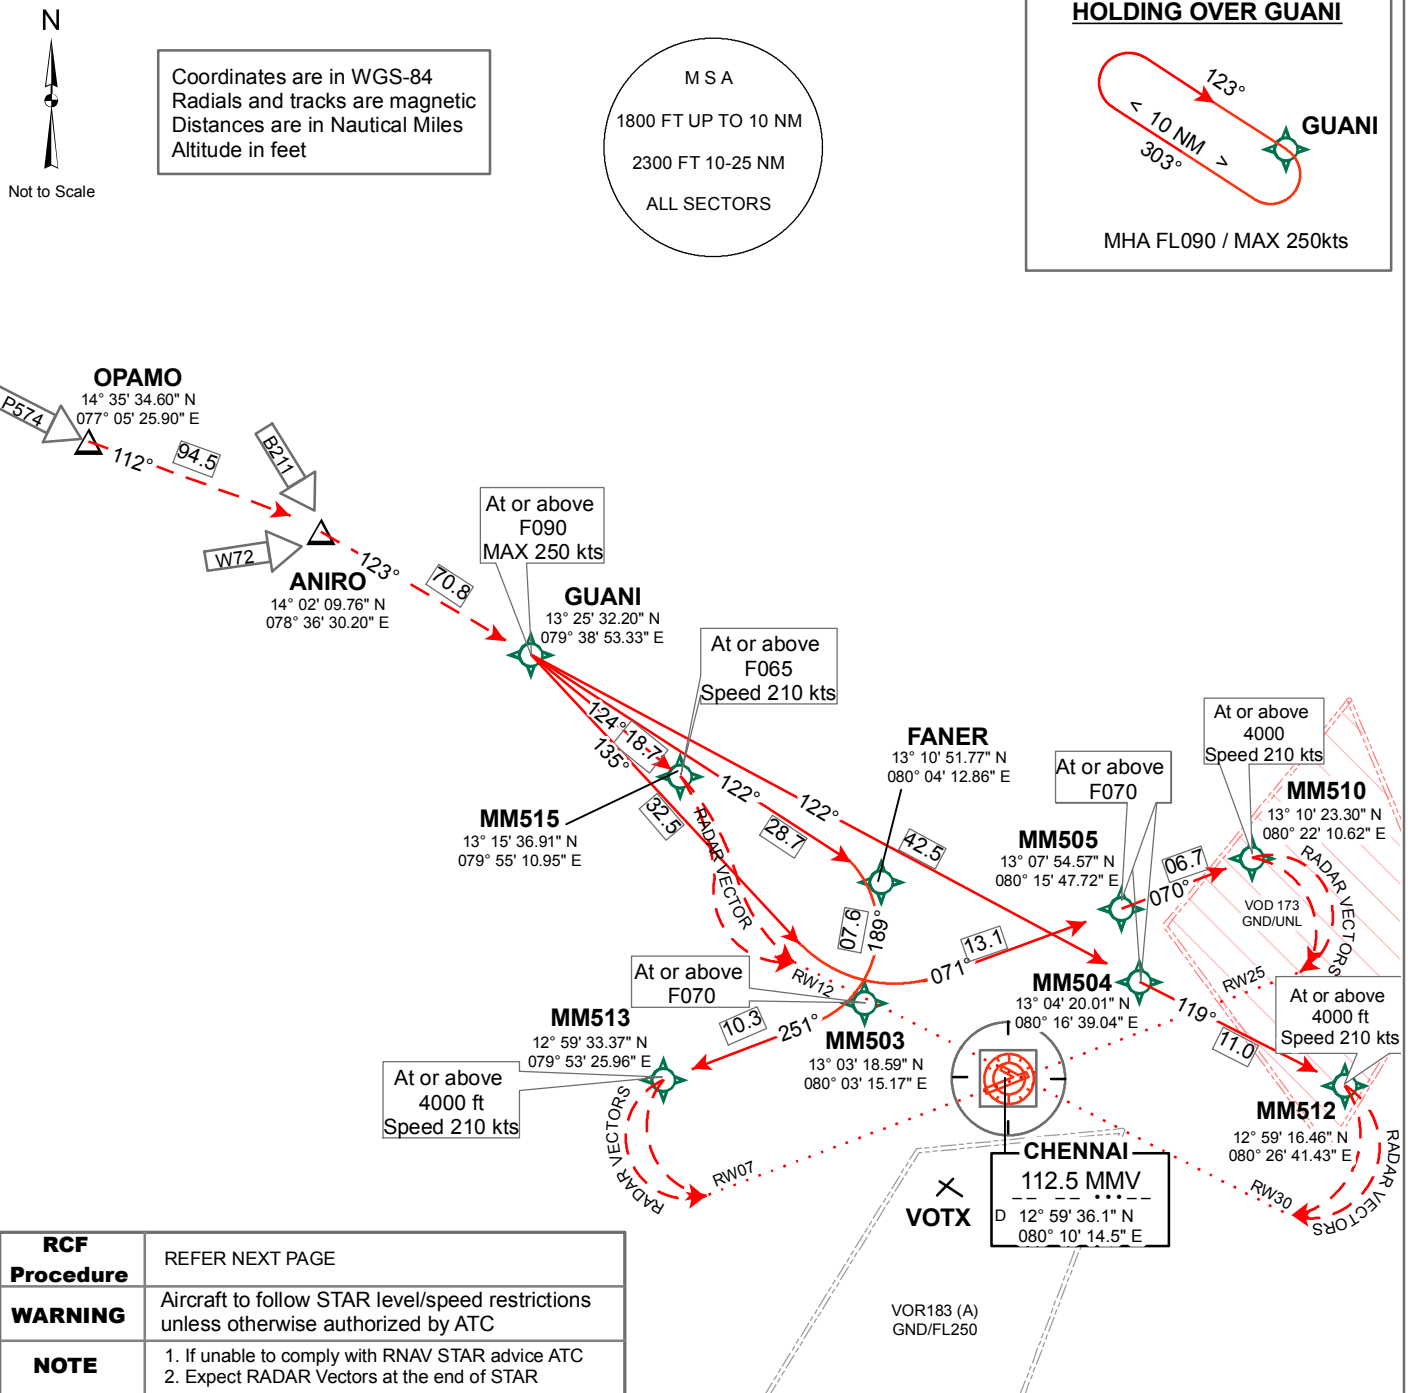 N
Not to Scale
Coordinates are in WGS-84
Radials and tracks are magnetic
Distances are in Nautical Miles
Altitude in feet
M S A
1800 FT UP TO 10 NM
2300 FT 10-25 NM
ALL SECTORS
HOLDING OVER GUANI
123°
< 10 NM >
303°
GUANI
MHA FL090 / MAX 250kts
OPAMO
14° 35' 34.60" N
077° 05' 25.90" E
P574
112°
94.5
B211
W72
ANIRO
14° 02' 09.76" N
078° 36' 30.20" E
123°
70.8
At or above
F090
MAX 250 kts
GUANI
13° 25' 32.20" N
079° 38' 53.33" E
At or above
F065
Speed 210 kts
124°
18.7
135°
32.5
122°
28.7
122°
42.5
MM515
13° 15' 36.91" N
079° 55' 10.95" E
RADAR VECTOR
FANER
13° 10' 51.77" N
080° 04' 12.86" E
07.6
189°
At or above
F070
MM505
13° 07' 54.57" N
080° 15' 47.72" E
06.7
070°
At or above
4000
Speed 210 kts
MM510
13° 10' 23.30" N
080° 22' 10.62" E
RADAR VECTORS
VOD 173
GND/UNL
13.1
071°
MM504
13° 04' 20.01" N
080° 16' 39.04" E
RW25
119°
11.0
At or above
4000 ft
Speed 210 kts
MM512
12° 59' 16.46" N
080° 26' 41.43" E
RADAR VECTORS
RW30
RW12
At or above
F070
MM503
13° 03' 18.59" N
080° 03' 15.17" E
10.3
251°
MM513
12° 59' 33.37" N
079° 53' 25.96" E
At or above
4000 ft
Speed 210 kts
RADAR VECTORS
RW07
CHENNAI
112.5 MMV
D
12° 59' 36.1" N
080° 10' 14.5" E
VOTX
VOR183 (A)
GND/FL250
RCF
Procedure
REFER NEXT PAGE
WARNING
Aircraft to follow STAR level/speed restrictions
unless otherwise authorized by ATC
NOTE
1. If unable to comply with RNAV STAR advice ATC
2. Expect RADAR Vectors at the end of STAR